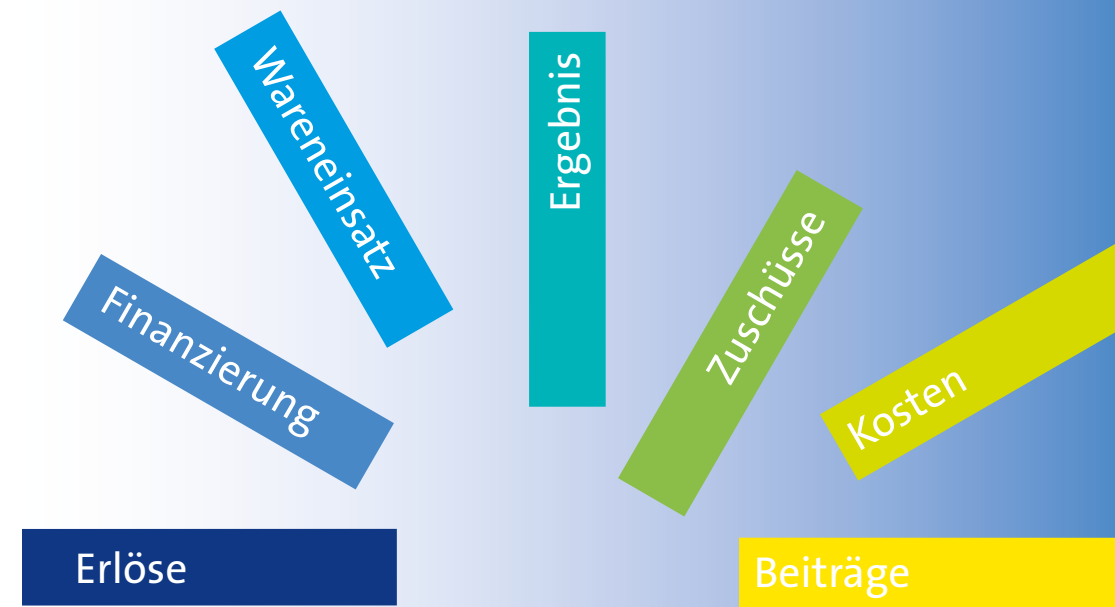 Erlöse
Finanzierung
Wareneinsatz
Ergebnis
Zuschüsse
Kosten
Beiträge